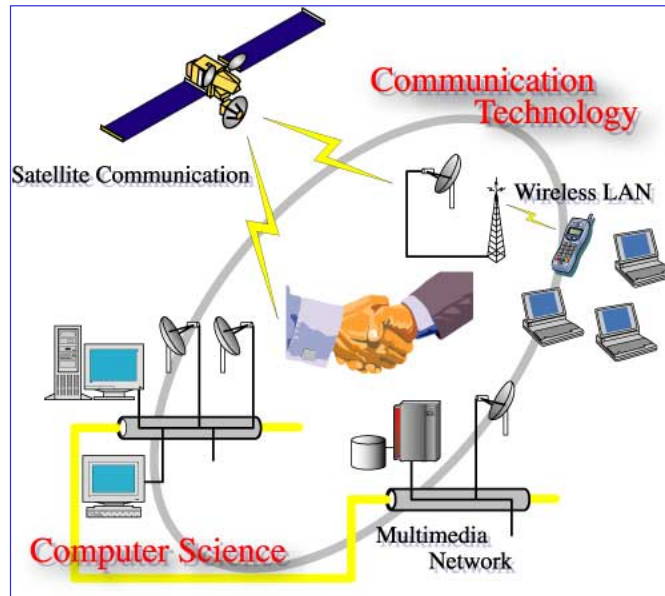 Communication
Technology
Satellite Communication
Wireless LAN
Computer Science
Multimedia
Network